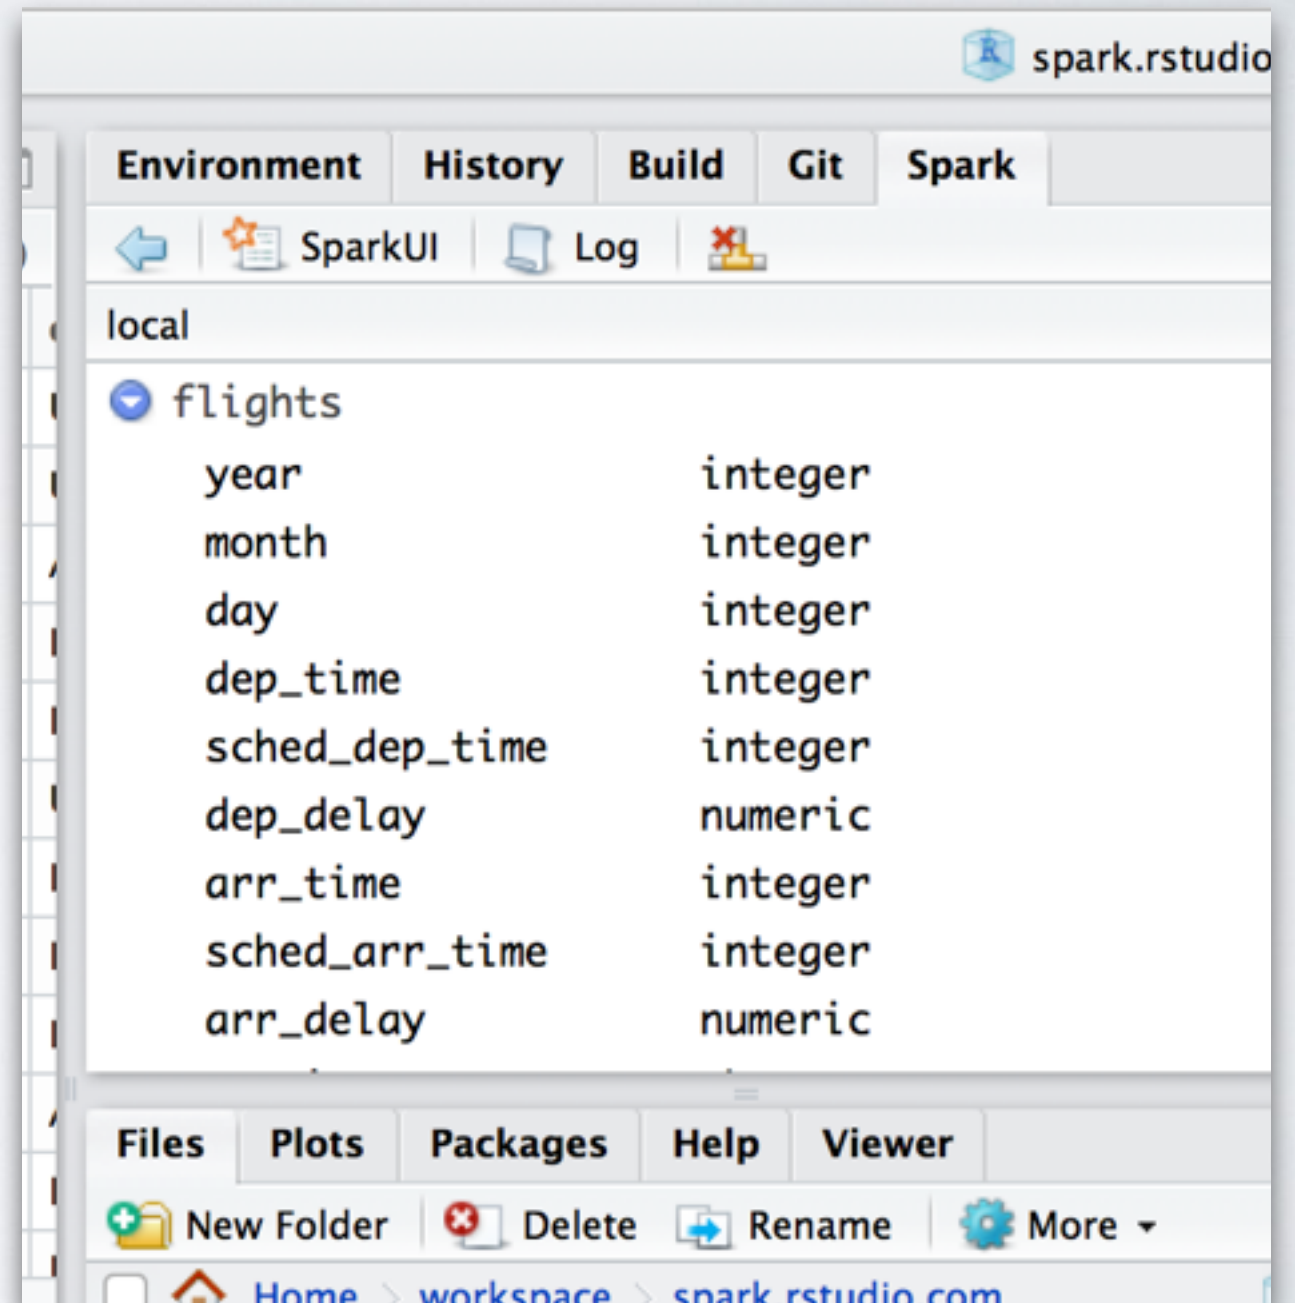 spark.rstudio
Environment History Build Git Spark
SparkUI Log
local
flights
year integer
month integer
day integer
dep_time integer
sched_dep_time integer
dep_delay numeric
arr_time integer
sched_arr_time integer
arr_delay numeric
Files Plots Packages Help Viewer
New Folder Delete Rename More
Home workspace spark.rstudio.com